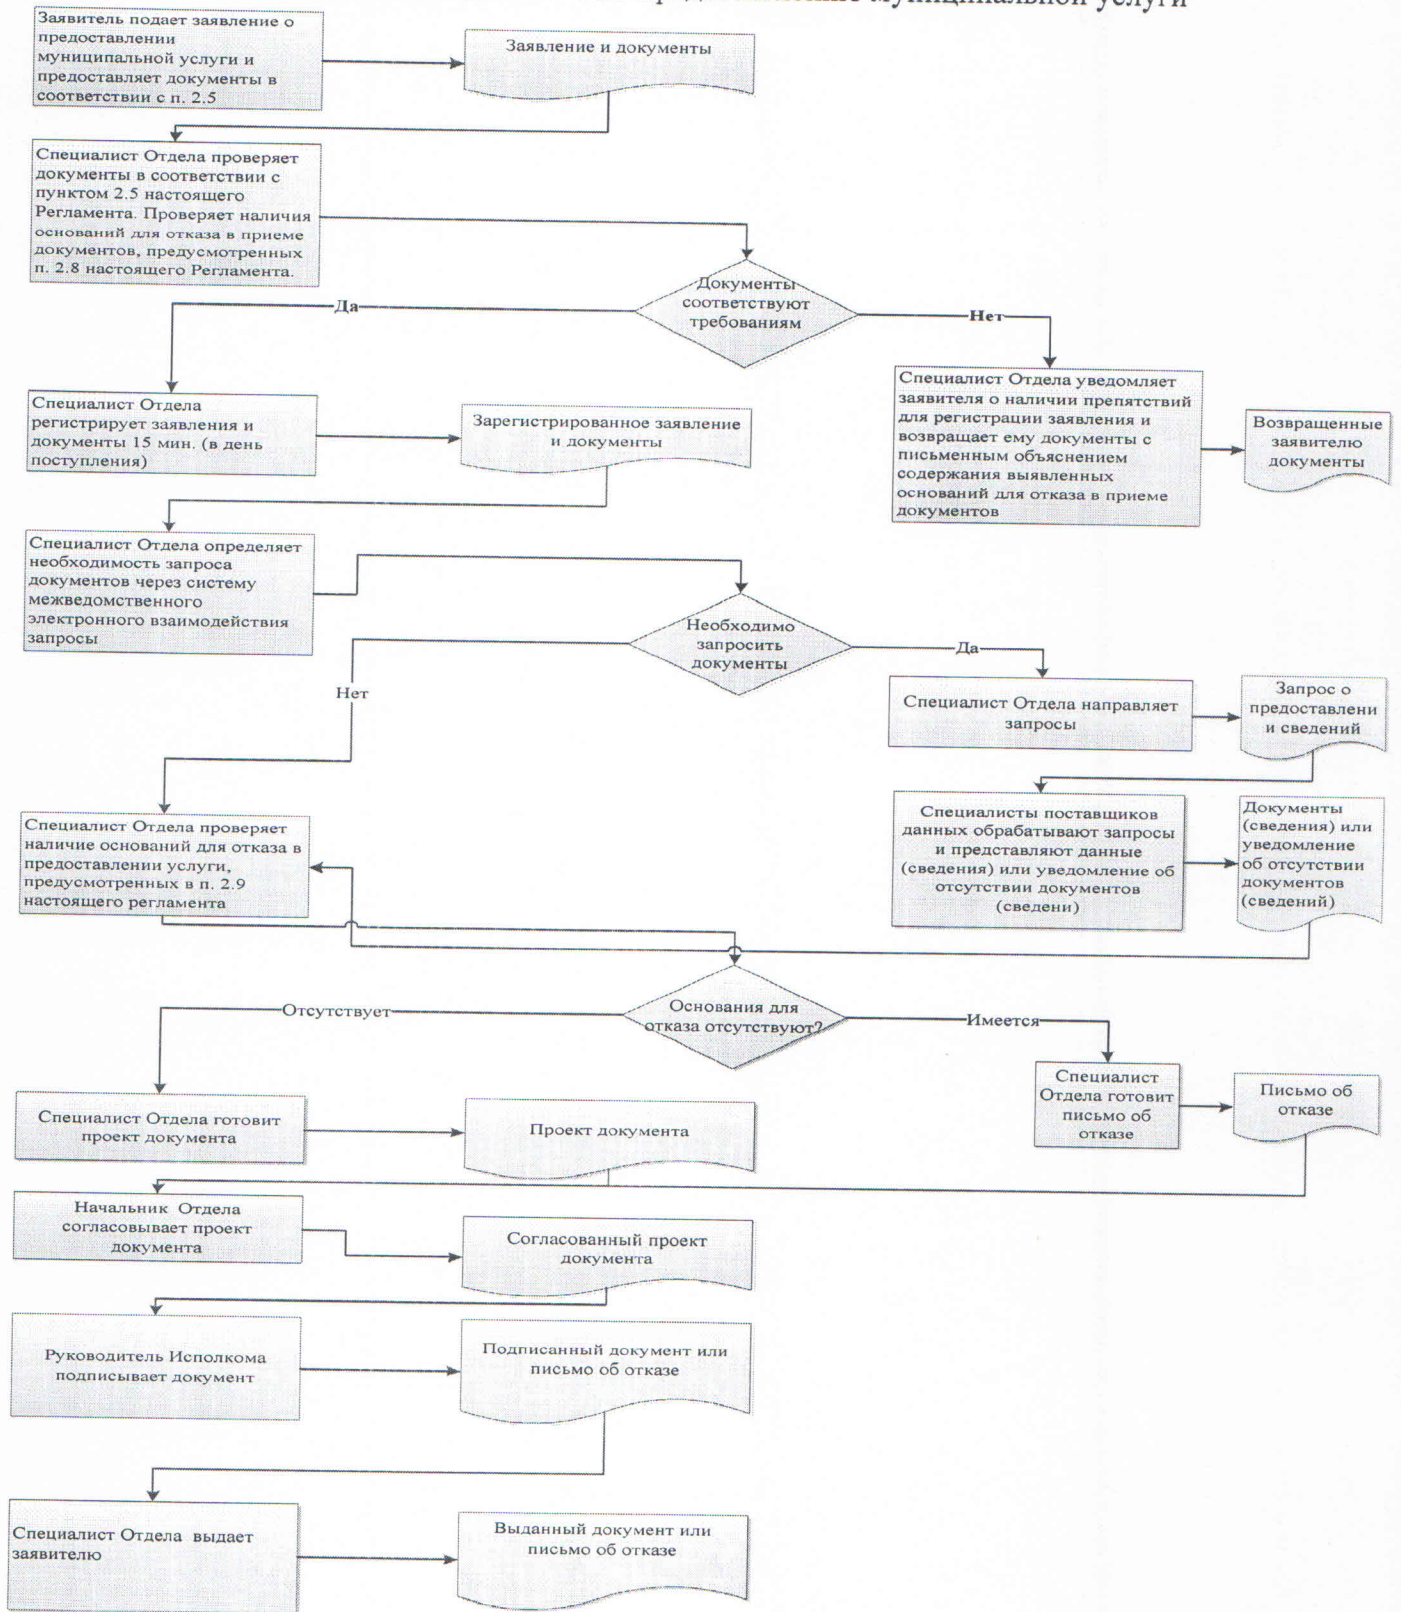 муниципальной услуги
Заявитель подает заявление о
предоставлении
муниципальной услуги и
предоставляет документы в
соответствии с п. 2.5
Заявление и документы
Специалист Отдела проверяет
документы в соответствии с
пунктом 2.5 настоящего
Регламента. Проверяет наличия
оснований для отказа в приеме
документов, предусмотренных
п. 2.8 настоящего Регламента.
Документы
соответствуют
требованиям
Да
Нет
Специалист Отдела
регистрирует заявления и
документы 15 мин. (в день
поступления)
Зарегистрированное заявление
и документы
Специалист Отдела уведомляет
заявителя о наличии препятствий
для регистрации заявления и
возвращает ему документы с
письменным объяснением
содержания выявленных
оснований для отказа в приеме
документов
Возвращенные
заявителю
документы
Специалист Отдела определяет
необходимость запроса
документов через систему
межведомственного
электронного взаимодействия
запросы
Необходимо
запросить
документы
Да
Нет
Специалист Отдела направляет
запросы
Запрос о
предоставлени
и сведений
Специалист Отдела проверяет
наличие оснований для отказа в
предоставлении услуги,
предусмотренных в п. 2.9
настоящего регламента
Специалисты поставщиков
данных обрабатывают запросы
и представляют данные
(сведения) или уведомление об
отсутствии документов
(сведени)
Документы
(сведения) или
уведомление
об отсутствии
документов
(сведений)
Основания для
отказа отсутствуют?
Отсутствует
Имеется
Специалист Отдела готовит
проект документа
Проект документа
Специалист
Отдела готовит
письмо об
отказе
Письмо об
отказе
Начальник Отдела
согласовывает проект
документа
Согласованный проект
документа
Руководитель Исполкома
подписывает документ
Подписанный документ или
письмо об отказе
Специалист Отдела выдает
заявителю
Выданный документ или
письмо об отказе